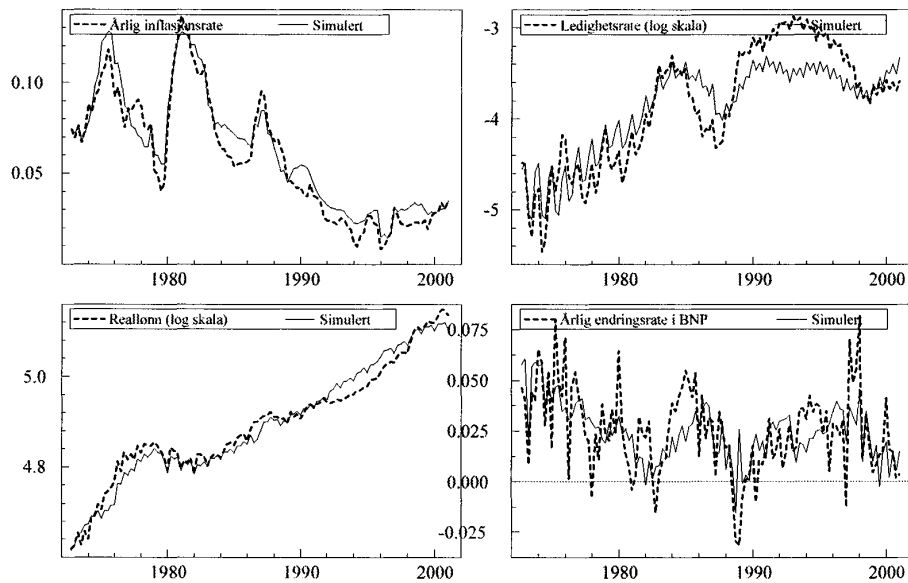 Årlig inflasjonsrate Simulert
0.10
0.05
1980 1990 2000
Ledighetsrate (log skala) Simulert
-3
-4
-5
1980 1990 2000
Reallønn (log skala) Simulert
5.0
4.8
1980 1990 2000
Årlig endringsrate i BNP Simulert
0.075
0.050
0.025
0.000
-0.025
1980 1990 2000